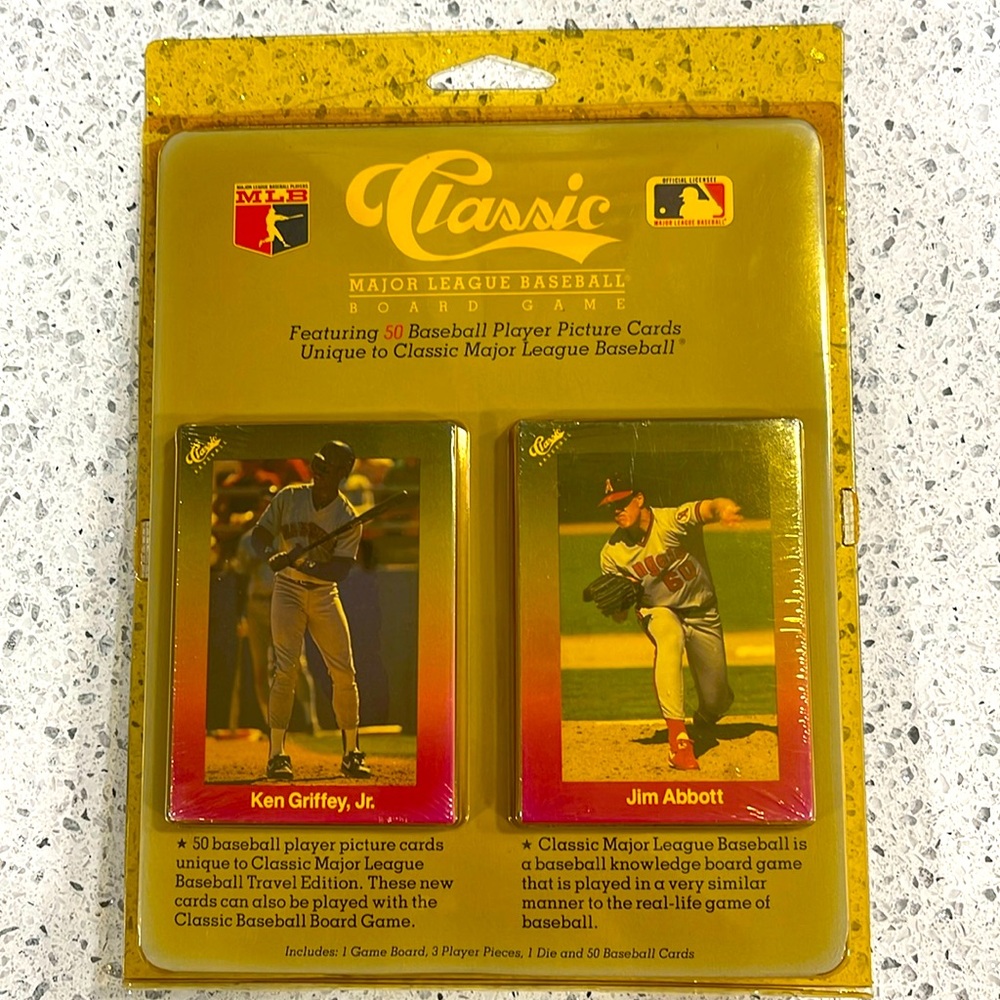 MAJOR LEAGUE BASEBALL PLAYERS
MLB
Classic
OFFICIAL LICENSEE
MAJOR LEAGUE BASEBALL
MAJOR LEAGUE BASEBALL®
BOARD GAME
Featuring 50 Baseball Player Picture Cards
Unique to Classic Major League Baseball®
Classic
Ken Griffey, Jr.
Classic
A
50
Jim Abbott
★ 50 baseball player picture cards
unique to Classic Major League
Baseball Travel Edition. These new
cards can also be played with the
Classic Baseball Board Game.
★ Classic Major League Baseball is
a baseball knowledge board game
that is played in a very similar
manner to the real-life game of
baseball.
Includes: 1 Game Board, 3 Player Pieces, 1 Die and 50 Baseball Cards